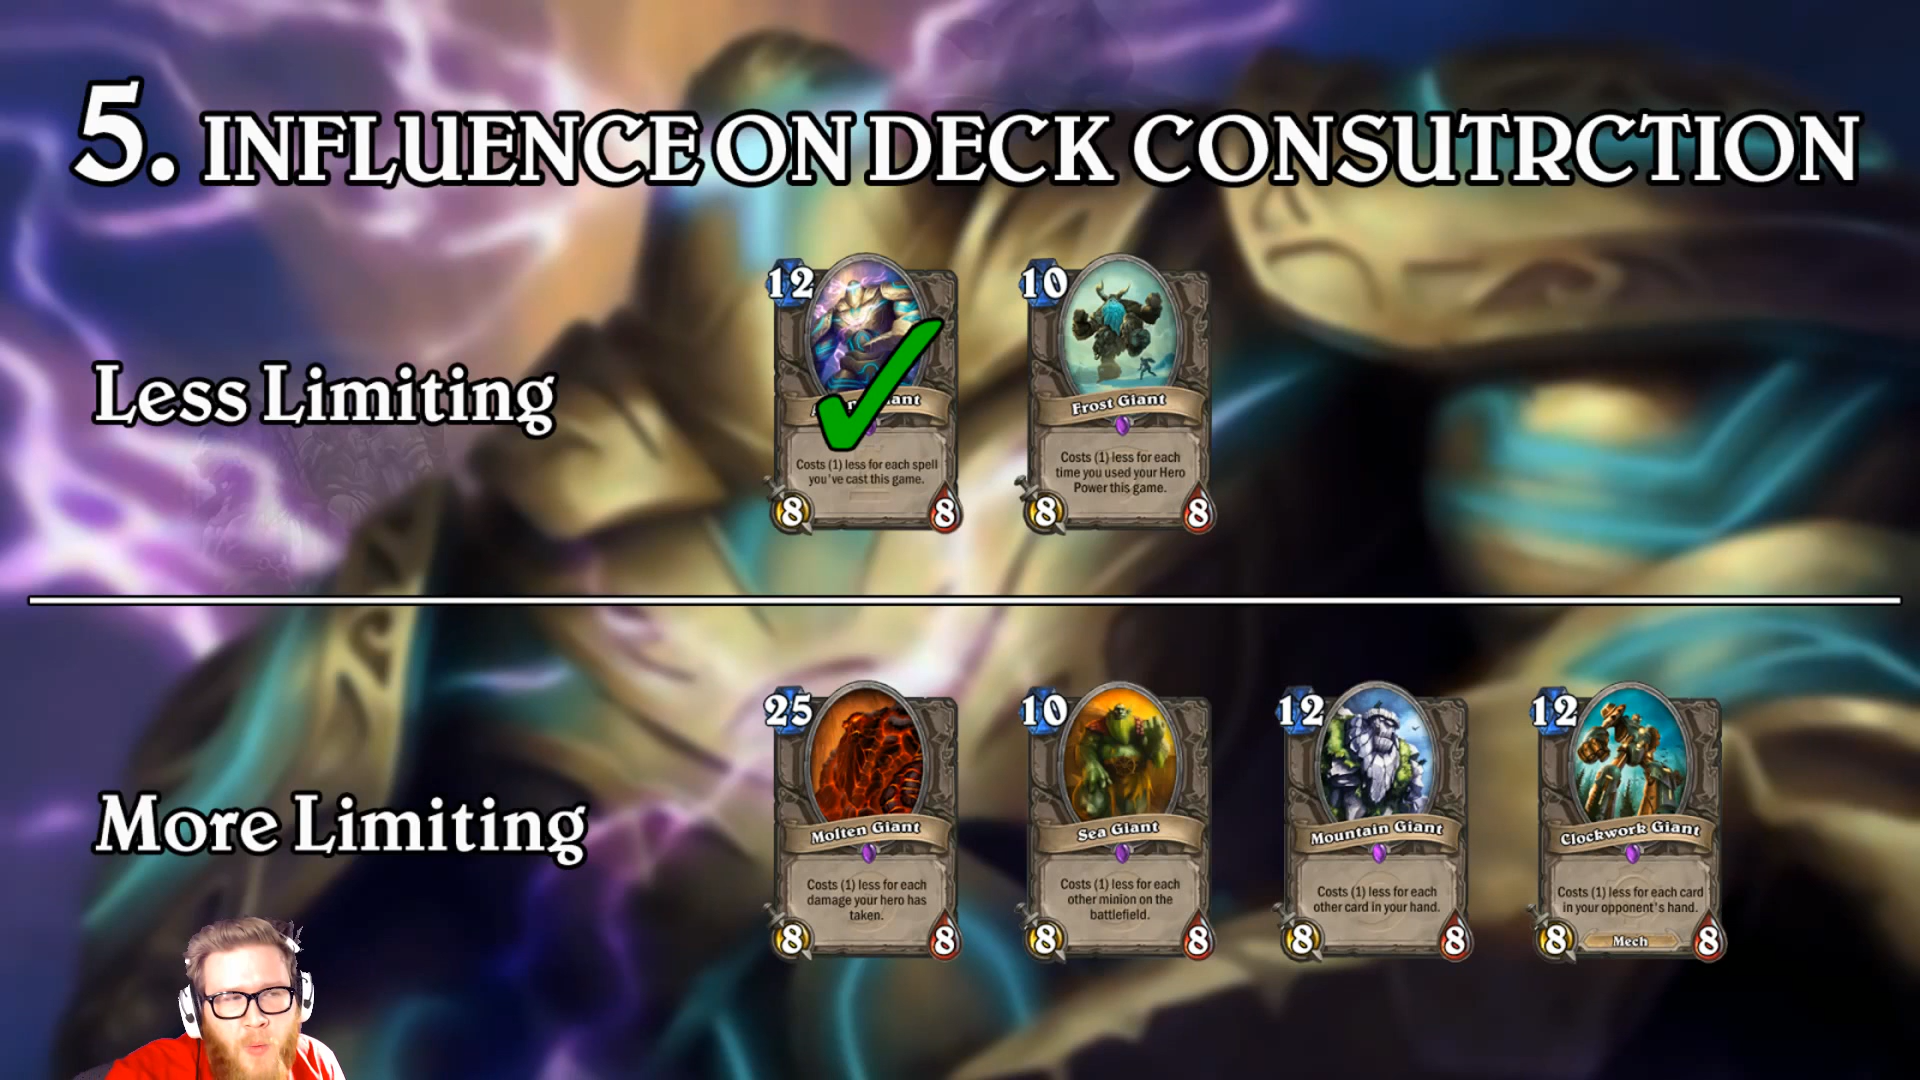 5. INFLUENCE ON DECK CONSUTRCTION
Less Limiting
12
Costs (1) less for each spell
you've cast this game.
8
8
10
Frost Giant
Costs (1) less for each
time you used your Hero
Power this game.
8
8
More Limiting
25
Molten Giant
Costs (1) less for each
damage your hero has
taken.
8
8
10
Sea Giant
Costs (1) less for each
other minion on the
battlefield.
8
8
12
Mountain Giant
Costs (1) less for each
other card in your hand.
8
8
12
Clockwork Giant
Costs (1) less for each card
in your opponent's hand.
8
Mech
8